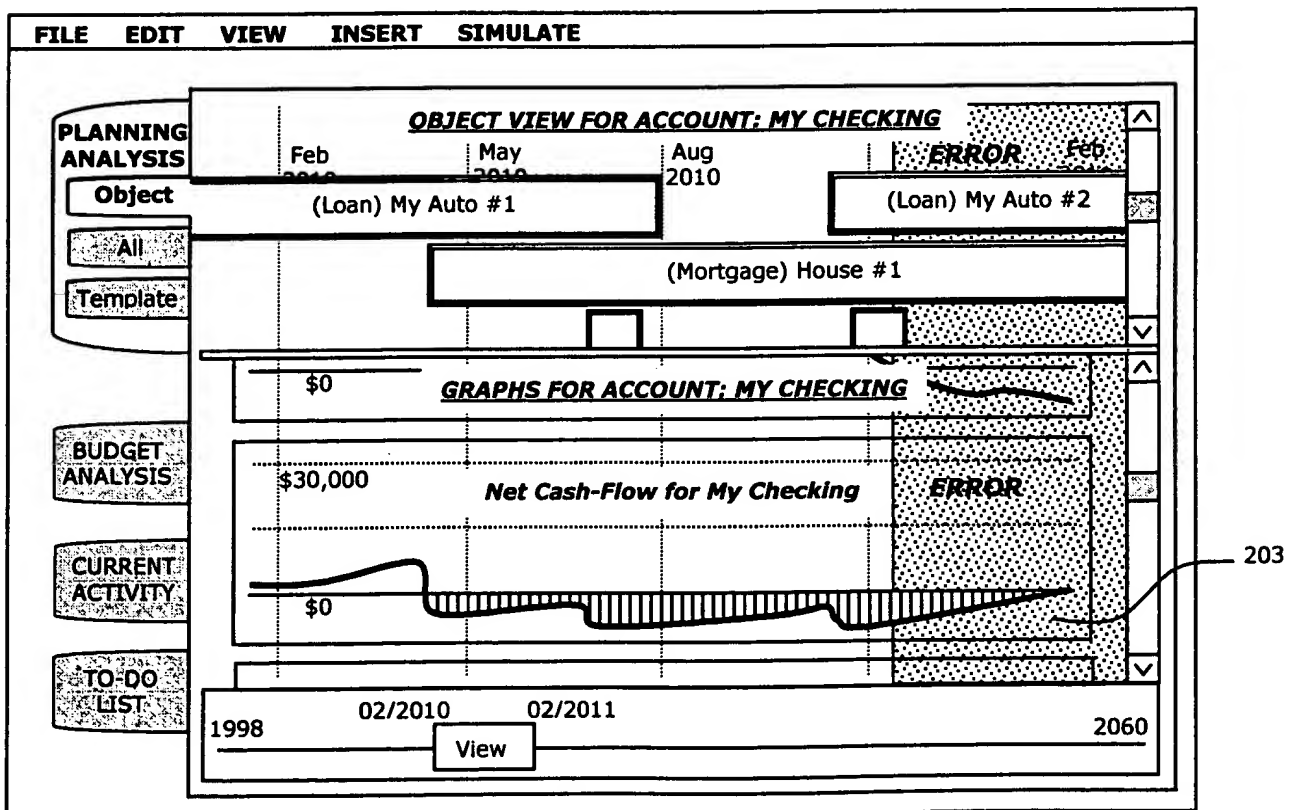 FILE EDIT VIEW INSERT SIMULATE
OBJECT VIEW FOR ACCOUNT: MY CHECKING
PLANNING
ANALYSIS
Object
All
Template
BUDGET
ANALYSIS
CURRENT
ACTIVITY
TO-DO
LIST
Feb
2010
May
2010
Aug
2010
ERROR
Feb
(Loan) My Auto #1
(Loan) My Auto #2
(Mortgage) House #1
$0
GRAPHS FOR ACCOUNT: MY CHECKING
$30,000
Net Cash-Flow for My Checking
ERROR
$0
203
02/2010 02/2011
1998
2060
View